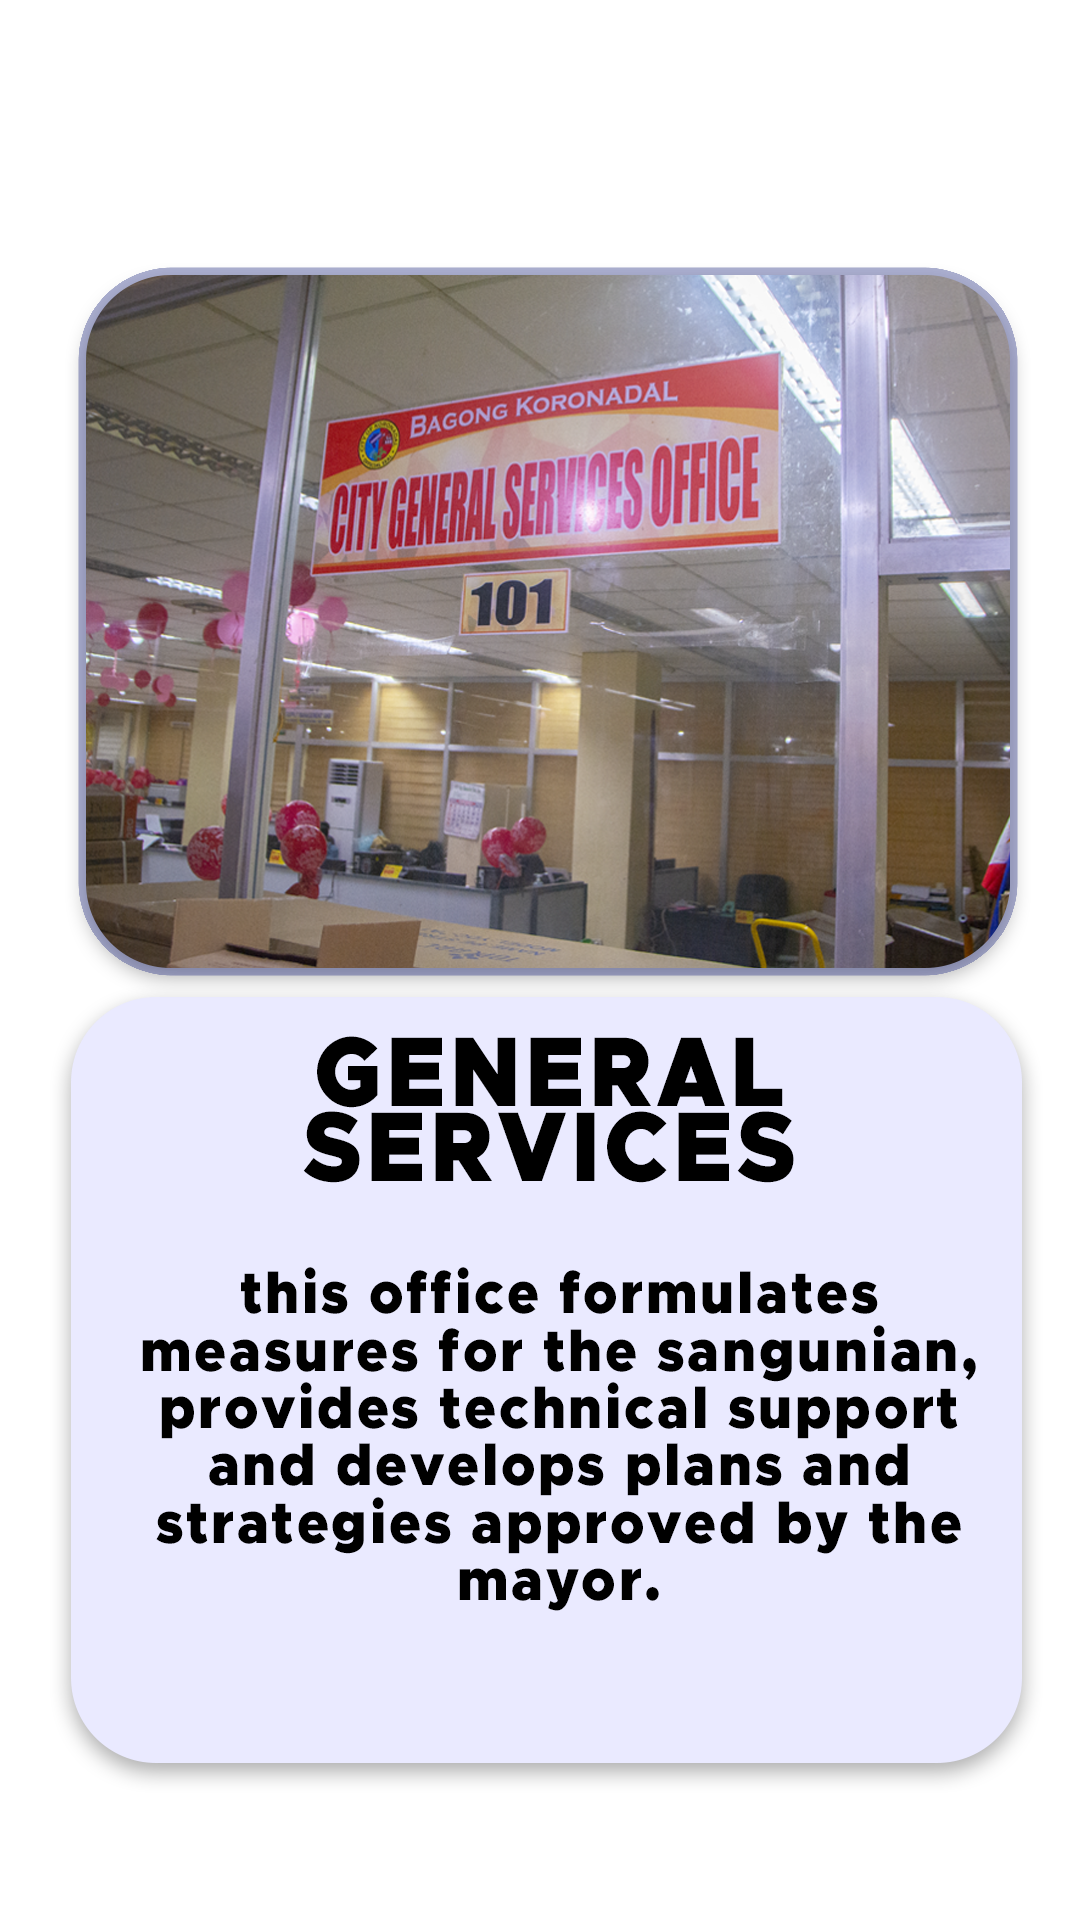 BAGONG KORONADAL
CITY GENERAL SERVICES OFFICE
101
GENERAL
SERVICES
this office formulates
measures for the sangunian,
provides technical support
and develops plans and
strategies approved by the
mayor.